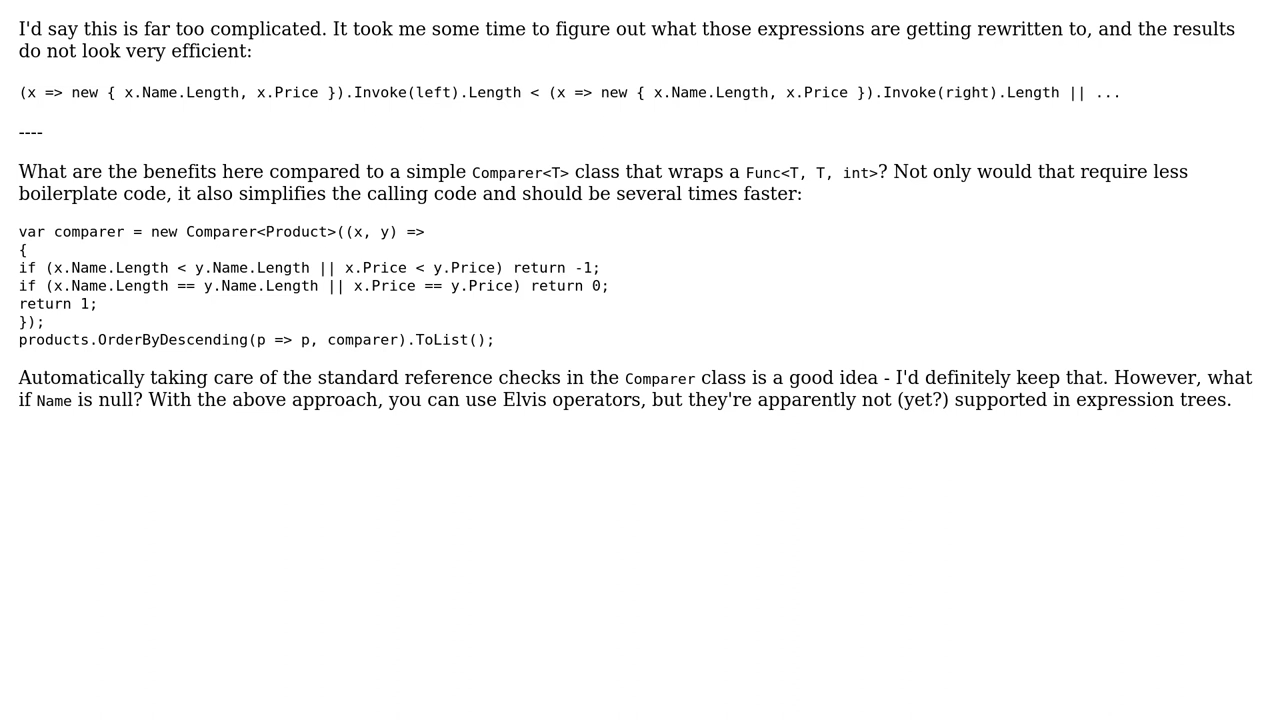 I'd say this is far too complicated. It took me some time to figure out what those expressions are getting rewritten to, and the results
do not look very efficient:
(x => new { x.Name.Length, x.Price }).Invoke(left).Length < (x => new { x.Name.Length, x.Price }).Invoke(right).Length || ...
----
What are the benefits here compared to a simple Comparer<T> class that wraps a Func<T, T, int>? Not only would that require less
boilerplate code, it also simplifies the calling code and should be several times faster:
var comparer = new Comparer<Product>((x, y) =>
{
if (x.Name.Length < y.Name.Length || x.Price < y.Price) return -1;
if (x.Name.Length == y.Name.Length || x.Price == y.Price) return 0;
return 1;
});
products.OrderByDescending(p => p, comparer).ToList();
Automatically taking care of the standard reference checks in the Comparer class is a good idea - I'd definitely keep that. However, what
if Name is null? With the above approach, you can use Elvis operators, but they're apparently not (yet?) supported in expression trees.